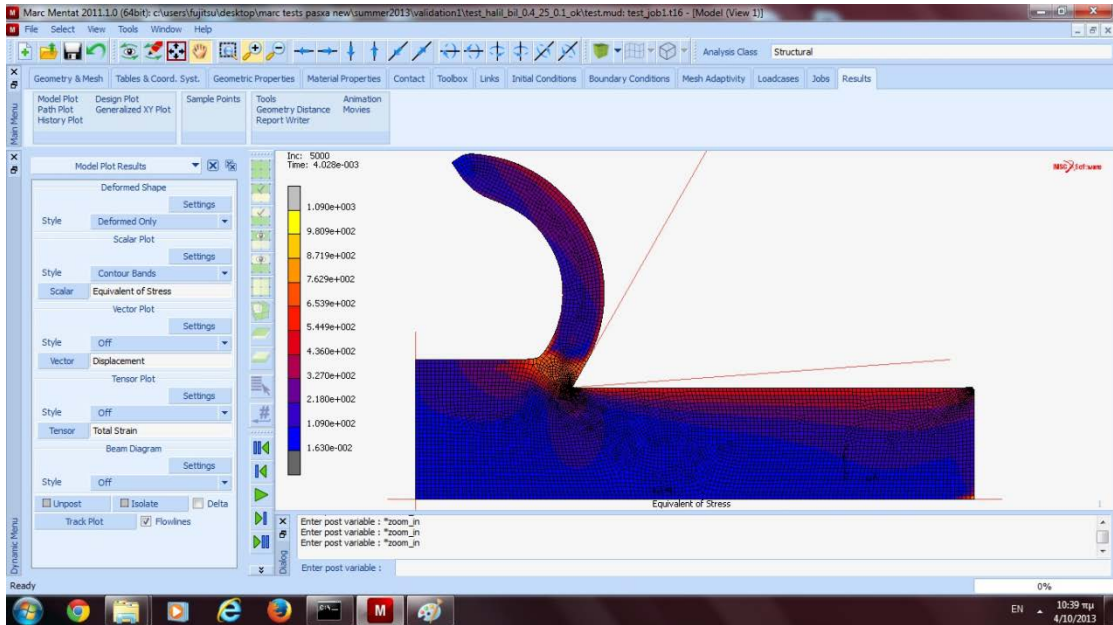 Marc Mentat 2011.1.0 (64bit): c:\users\fujitsu\desktop\marc tests pasxa new\summer2013\validation1\test_halil_bil_0.4_25_0.1_ok\test.mud: test_job1.t16 - [Model (View 1)]
File Select View Tools Window Help
Analysis Class Structural
Geometry & Mesh Tables & Coord. Syst. Geometric Properties Material Properties Contact Toolbox Links Initial Conditions Boundary Conditions Mesh Adaptivity Loadcases Jobs Results
Main Menu
Model Plot Design Plot Sample Points Tools Animation
Path Plot Generalized XY Plot Geometry Distance Movies
History Plot Report Writer
Dynamic Menu
Model Plot Results
Deformed Shape
Settings
Style Deformed Only
Scalar Plot
Settings
Style Contour Bands
Scalar Equivalent of Stress
Vector Plot
Settings
Style Off
Vector Displacement
Tensor Plot
Settings
Style Off
Tensor Total Strain
Beam Diagram
Settings
Style Off
Unpost Isolate Delta
Track Plot Flowlines
Inc: 5000
Time: 4.028e-003
1.090e+003
9.809e+002
8.719e+002
7.629e+002
6.539e+002
5.449e+002
4.360e+002
3.270e+002
2.180e+002
1.090e+002
1.630e-002
MSC Software
Equivalent of Stress
1
Dialog
Enter post variable : *zoom_in
Enter post variable : *zoom_in
Enter post variable : *zoom_in
Enter post variable :
Ready
0%
EN
10:39 πμ
4/10/2013